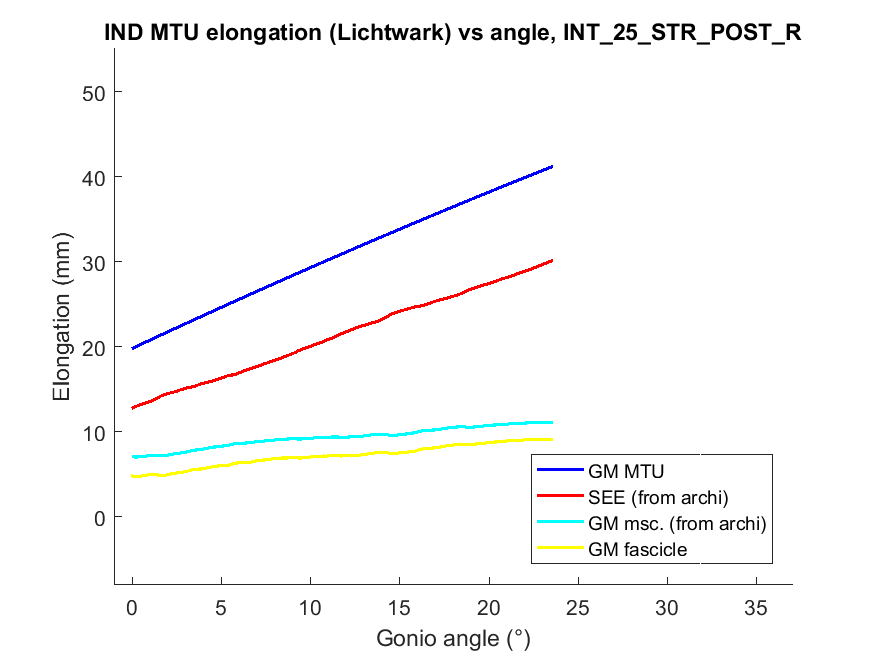 IND MTU elongation (Lichtwark) vs angle, INT_25_STR_POST_R
Elongation (mm)
50
40
30
20
10
0
0 5 10 15 20 25 30 35
Gonio angle (°)
GM MTU
SEE (from archi)
GM msc. (from archi)
GM fascicle